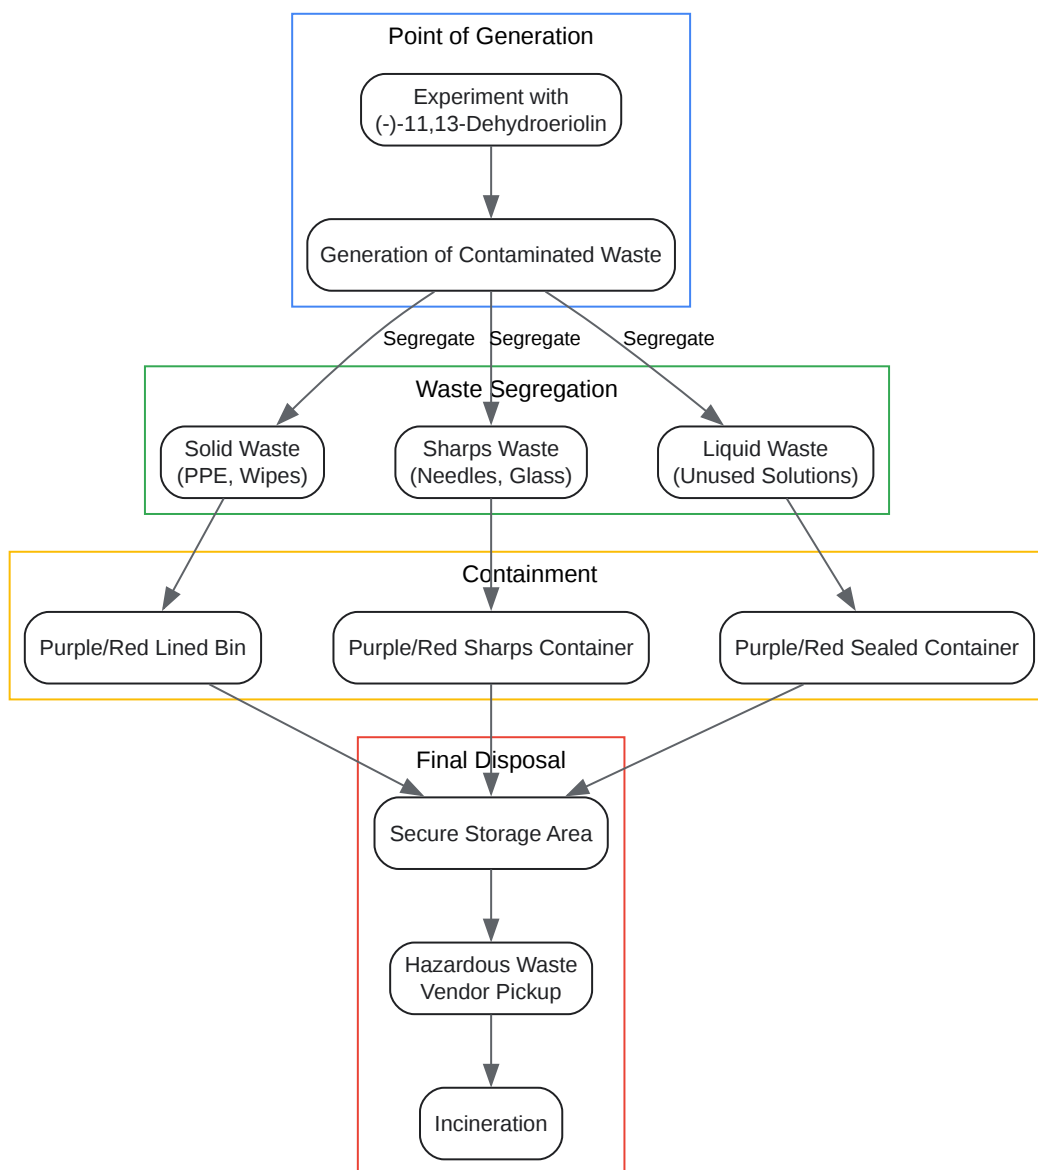 Point of Generation
Experiment with
(-)-11,13-Dehydroeriolin
Generation of Contaminated Waste
Segregate
Segregate
Segregate
Waste Segregation
Solid Waste
(PPE, Wipes)
Sharps Waste
(Needles, Glass)
Liquid Waste
(Unused Solutions)
Containment
Purple/Red Lined Bin
Purple/Red Sharps Container
Purple/Red Sealed Container
Final Disposal
Secure Storage Area
Hazardous Waste
Vendor Pickup
Incineration